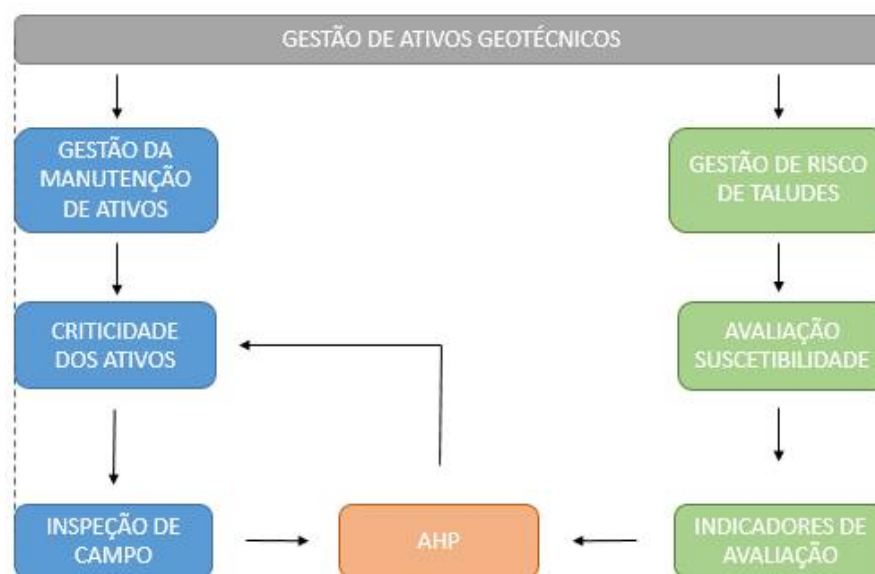 GESTÃO DE ATIVOS GEOTÉCNICOS
GESTÃO DA
MANUTENÇÃO
DE ATIVOS
GESTÃO DE RISCO
DE TALUDES
CRITICIDADE
DOS ATIVOS
AVALIAÇÃO
SUSCETIBILIDADE
INSPEÇÃO DE
CAMPO
AHP
INDICADORES DE
AVALIAÇÃO